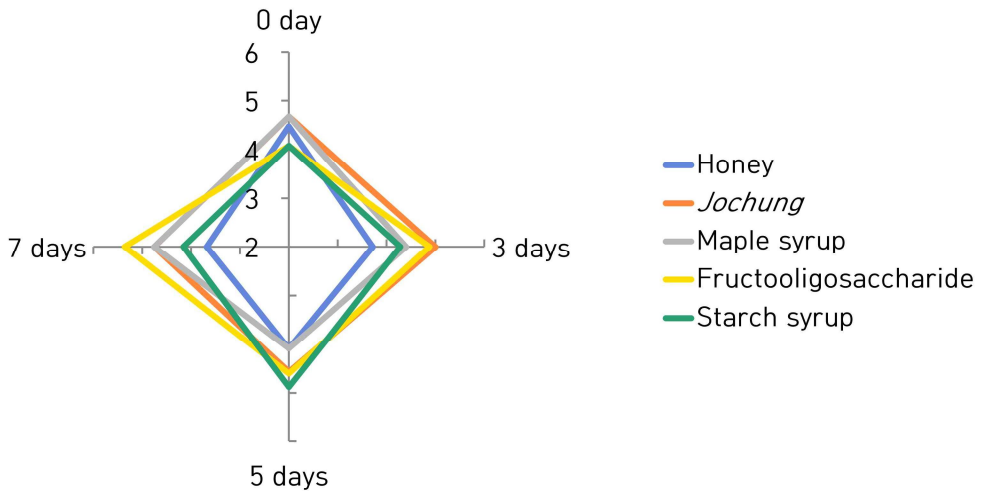 0 day
6
5
4
3
2
7 days
3 days
5 days
Honey
Jochung
Maple syrup
Fructooligosaccharide
Starch syrup